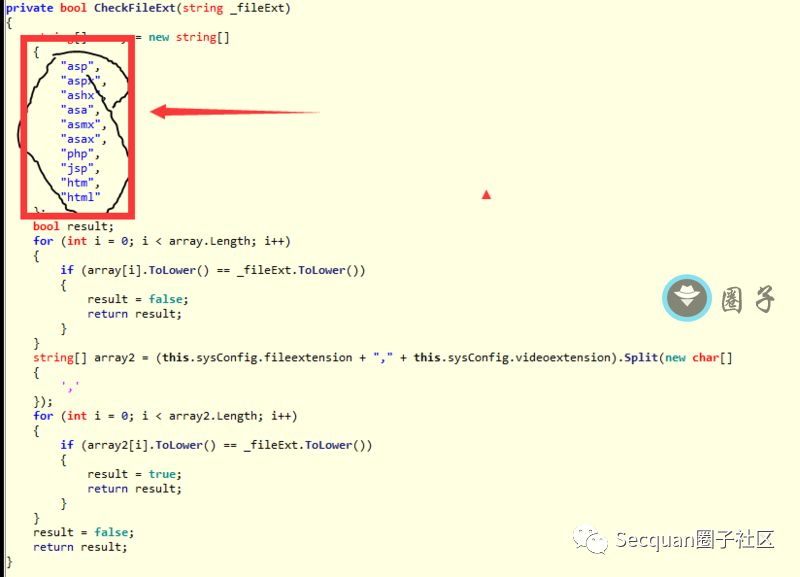 private bool CheckFileExt(string _fileExt)
{
string[] = new string[]
{
"asp",
"aspx",
"ashx",
"asa",
"asmx",
"asax",
"php",
"jsp",
"htm",
"html"
};
bool result;
for (int i = 0; i < array.Length; i++)
{
if (array[i].ToLower() == _fileExt.ToLower())
{
result = false;
return result;
}
}
string[] array2 = (this.sysConfig.fileextension + "," + this.sysConfig.videoextension).Split(new char[]
{
','
});
for (int i = 0; i < array2.Length; i++)
{
if (array2[i].ToLower() == _fileExt.ToLower())
{
result = true;
return result;
}
}
result = false;
return result;
}
圈子
Secquan圈子社区